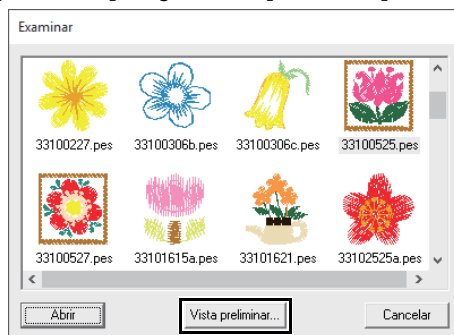 Examinar
33100227.pes 33100306b.pes 33100306c.pes 33100525.pes
33100527.pes 33101615a.pes 33101621.pes 33102525a.pes
Abrir Vista preliminar... Cancelar